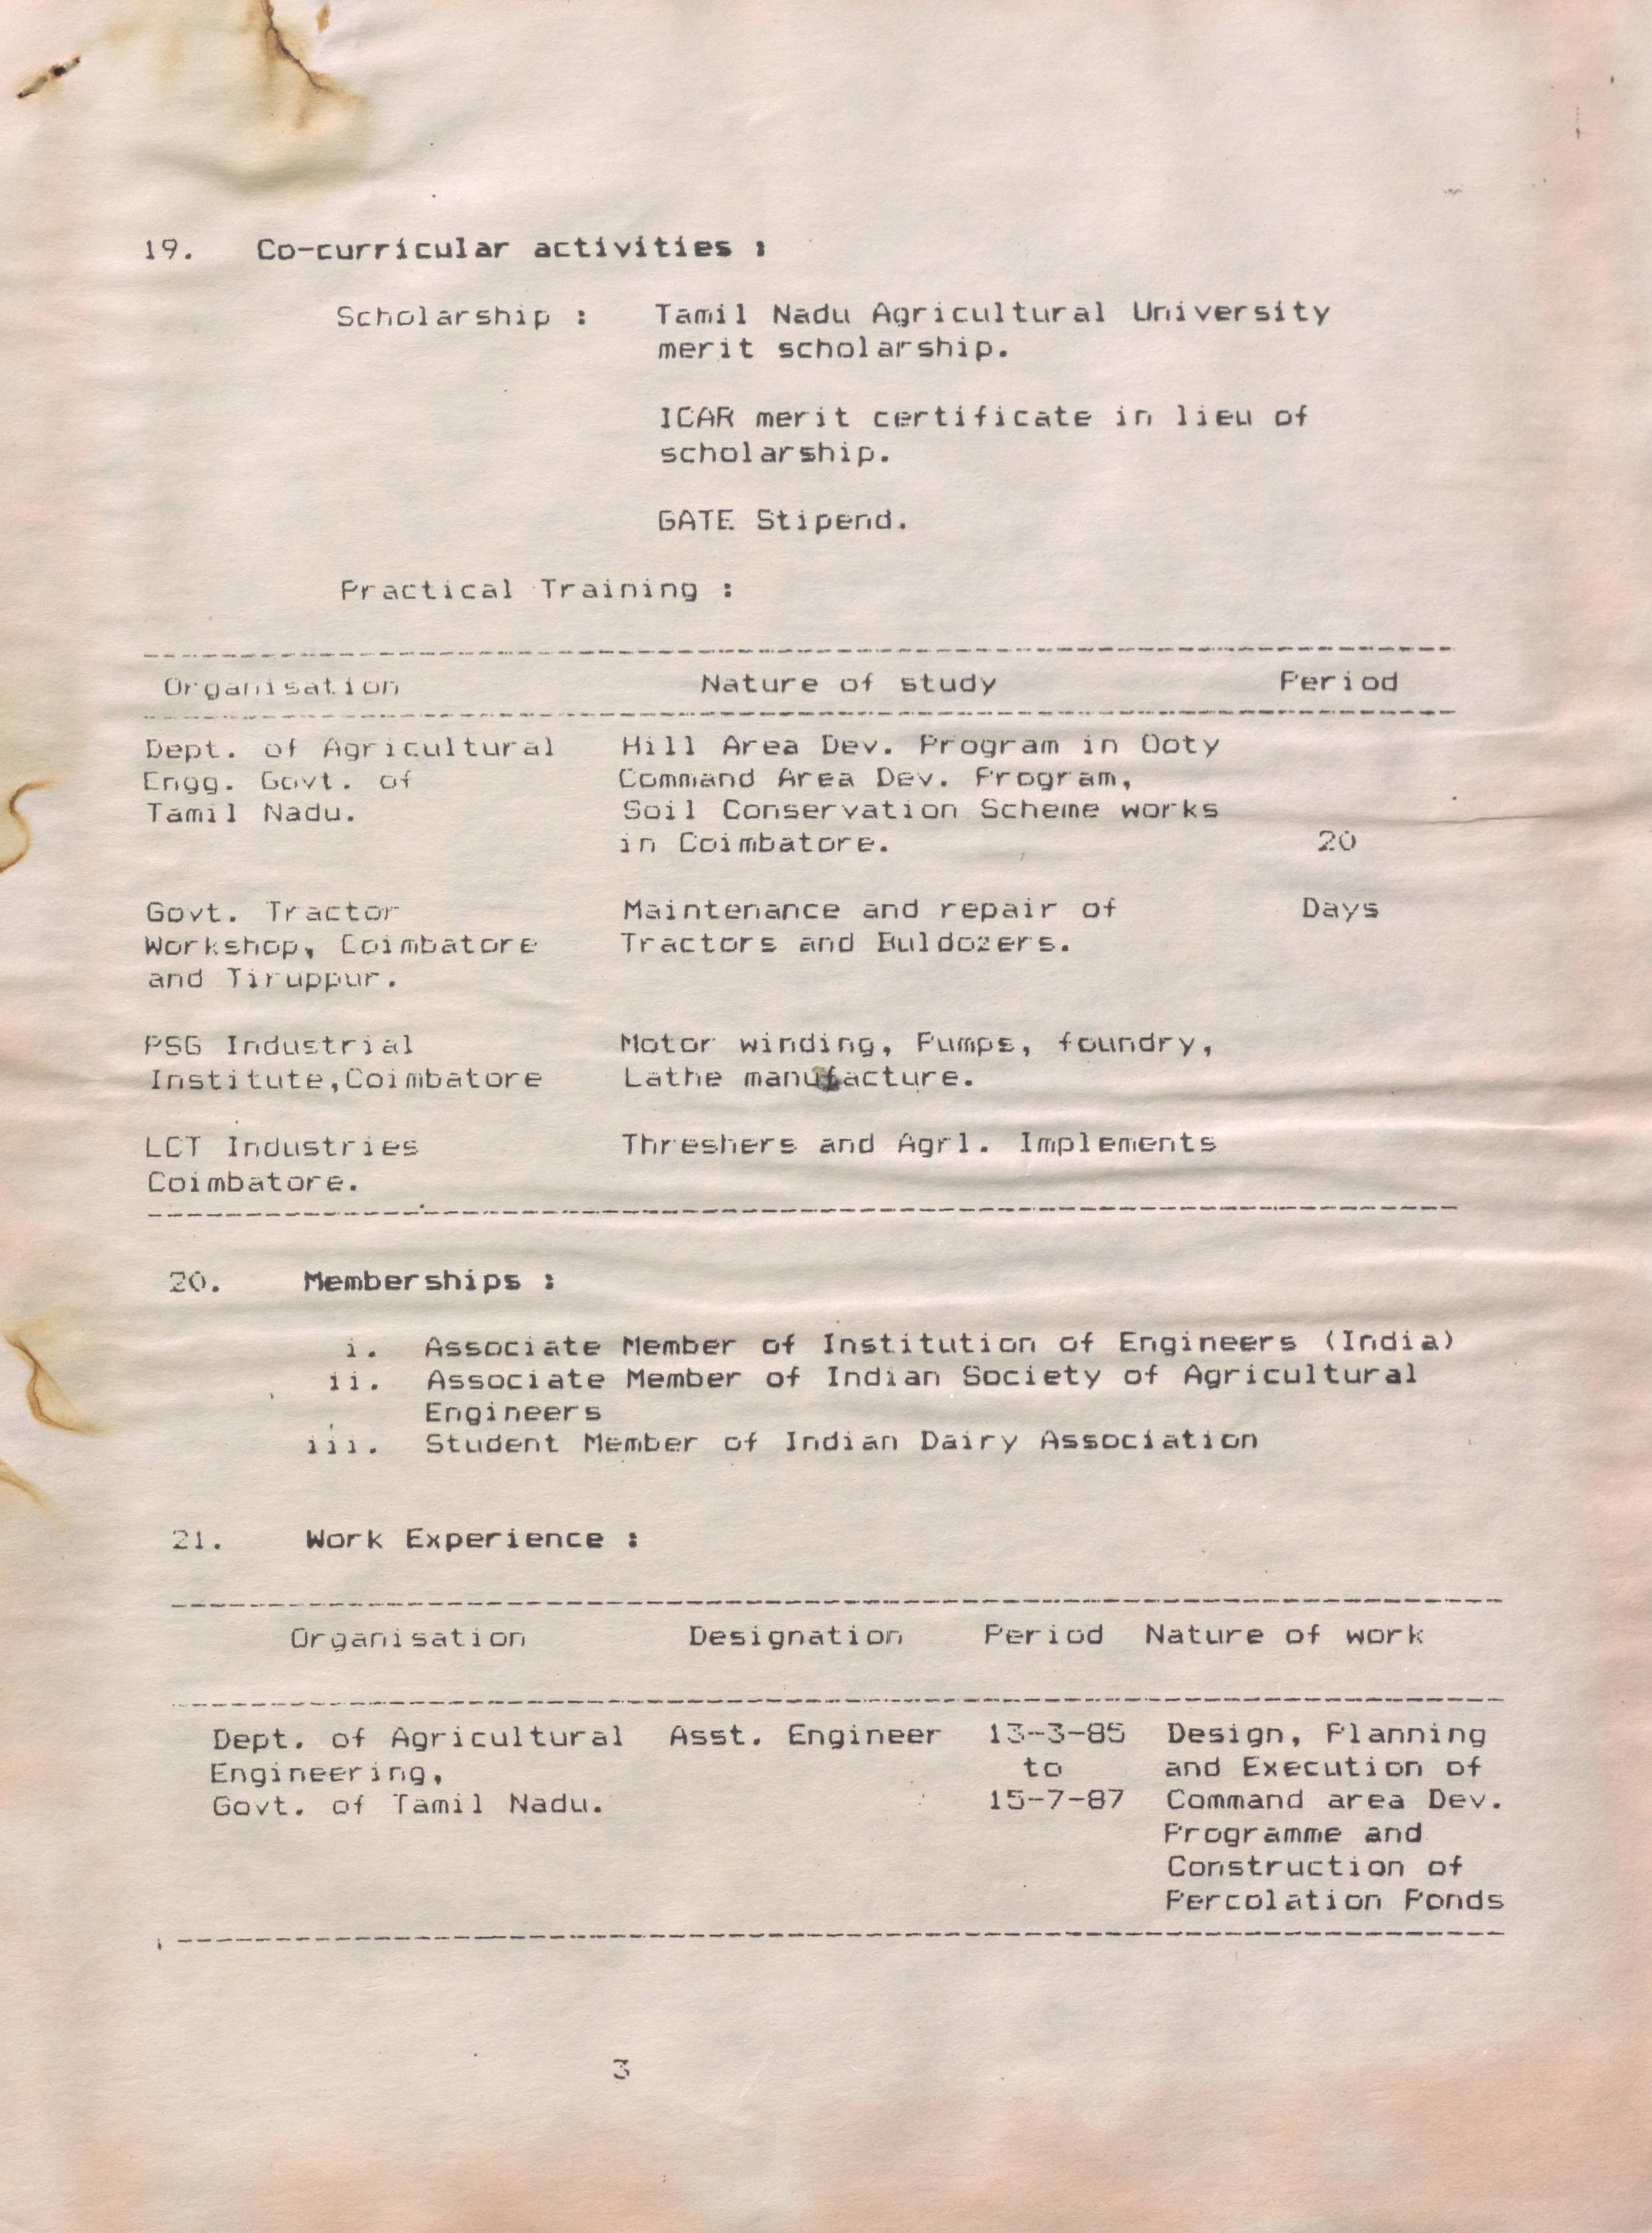 19. Co-curricular activities :
Scholarship : Tamil Nadu Agricultural University
merit scholarship.
ICAR merit certificate in lieu of
scholarship.
GATE Stipend.
Practical Training :
Organisation Nature of study Period
Dept. of Agricultural Hill Area Dev. Program in Ooty
Engg. Govt. of Command Area Dev. Program,
Tamil Nadu. Soil Conservation Scheme works
in Coimbatore. 20
Govt. Tractor Maintenance and repair of Days
Workshop, Coimbatore Tractors and Buldozers.
and Tiruppur.
PSG Industrial Motor winding, Pumps, foundry,
Institute,Coimbatore Lathe manufacture.
LCT Industries Threshers and Agrl. Implements
Coimbatore.
20. Memberships :
i. Associate Member of Institution of Engineers (India)
ii. Associate Member of Indian Society of Agricultural
Engineers
iii. Student Member of Indian Dairy Association
21. Work Experience :
Organisation Designation Period Nature of work
Dept. of Agricultural Asst. Engineer 13-3-85 Design, Planning
Engineering, to and Execution of
Govt. of Tamil Nadu. 15-7-87 Command area Dev.
Programme and
Construction of
Percolation Ponds
3